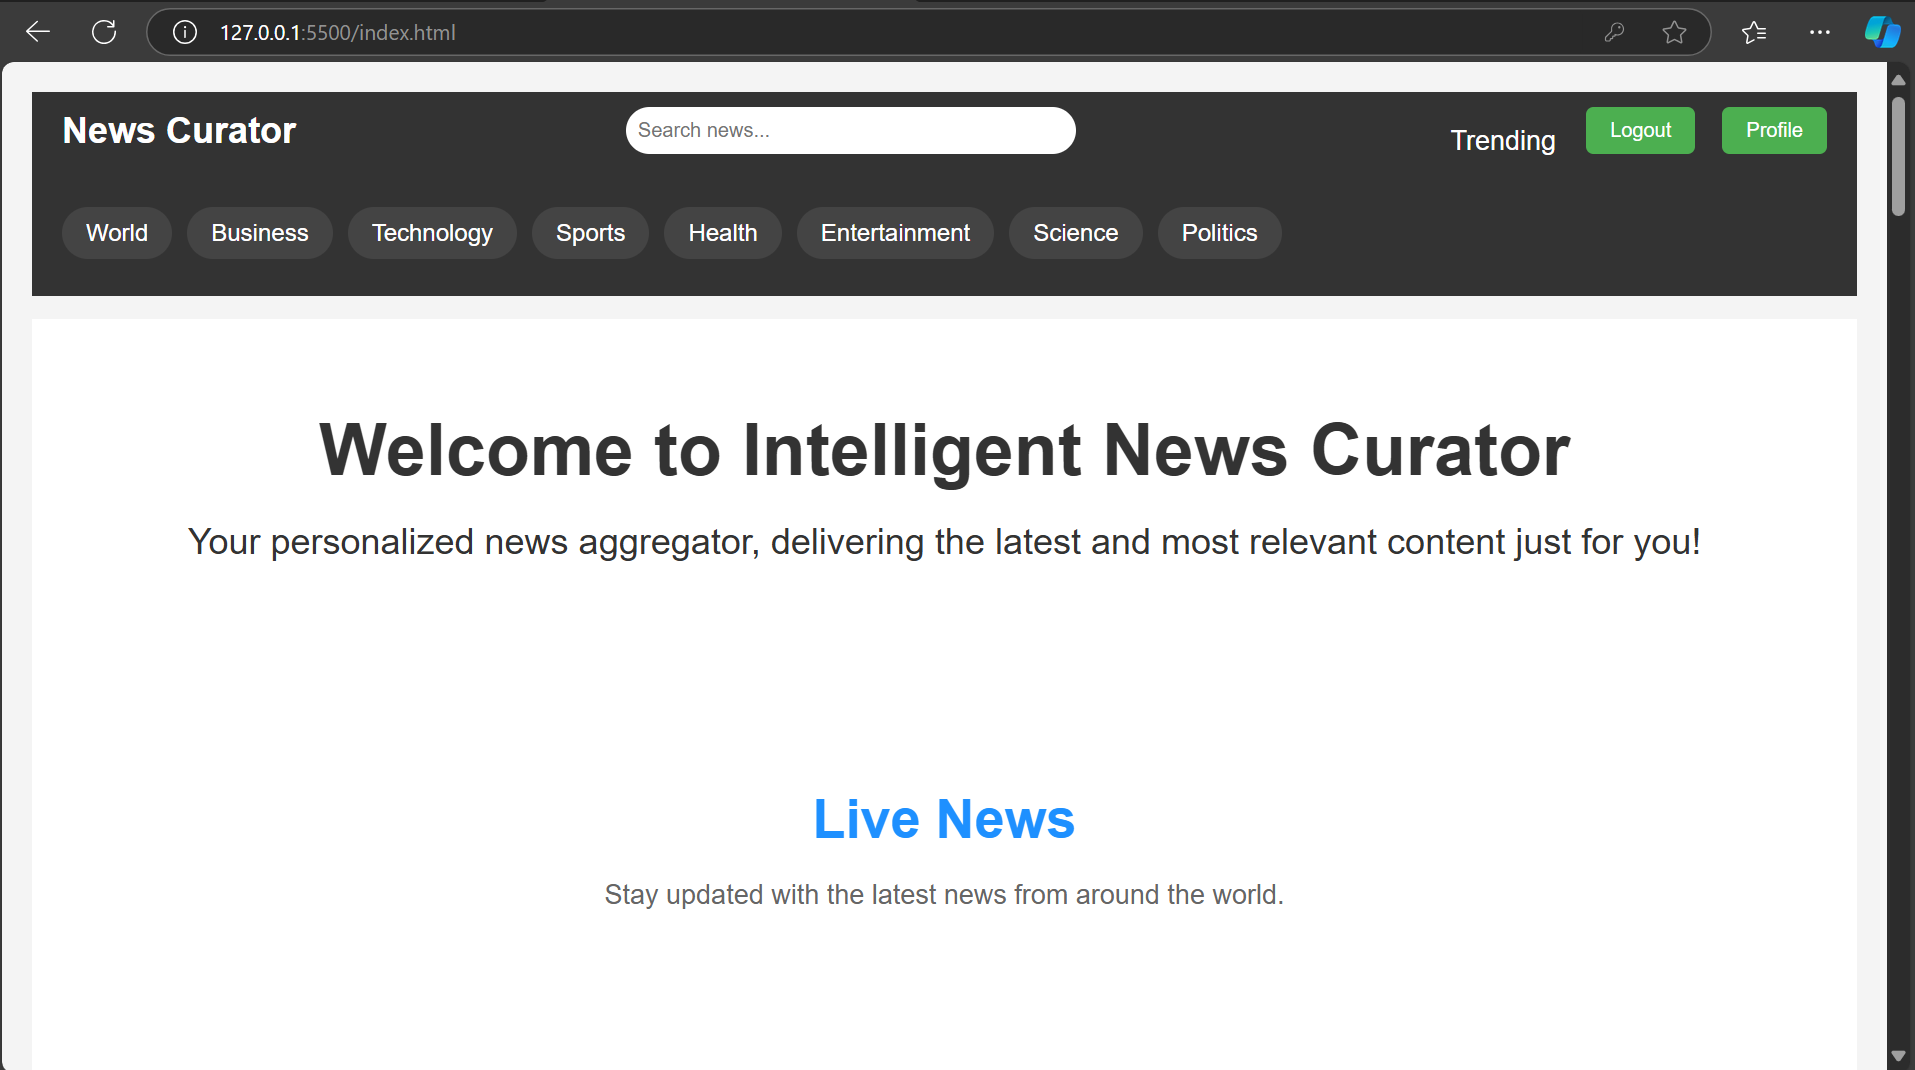 127.0.0.1:5500/index.html
News Curator
Search news...
Trending
Logout
Profile
World
Business
Technology
Sports
Health
Entertainment
Science
Politics
Welcome to Intelligent News Curator
Your personalized news aggregator, delivering the latest and most relevant content just for you!
Live News
Stay updated with the latest news from around the world.